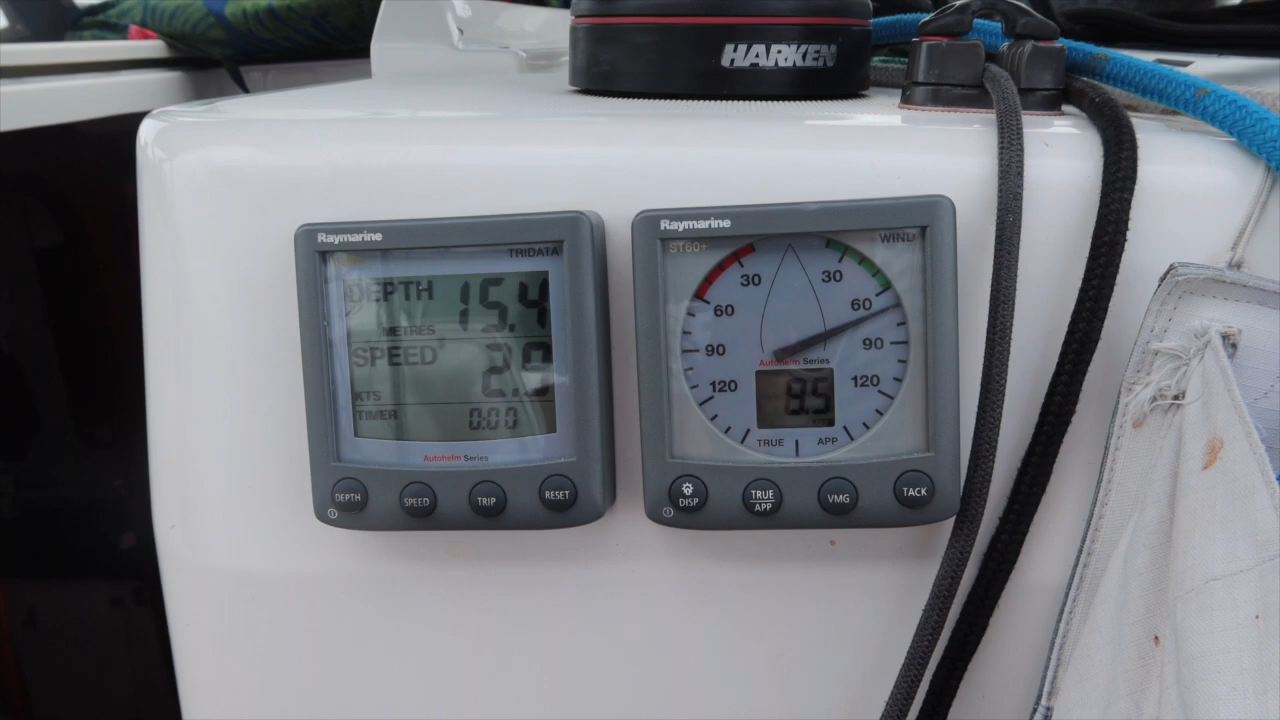 HARKEN
Raymarine
TRIDATA
DEPTH 15.4
METRES
SPEED 2.9
KTS
TIMER 0:00
Autohelm Series
DEPTH SPEED TRIP RESET
Raymarine
ST60+ WIND
30 30
60 60
90 90
Autohelm Series
120 120
8.5
TRUE APP
DISP TRUE APP VMG TACK